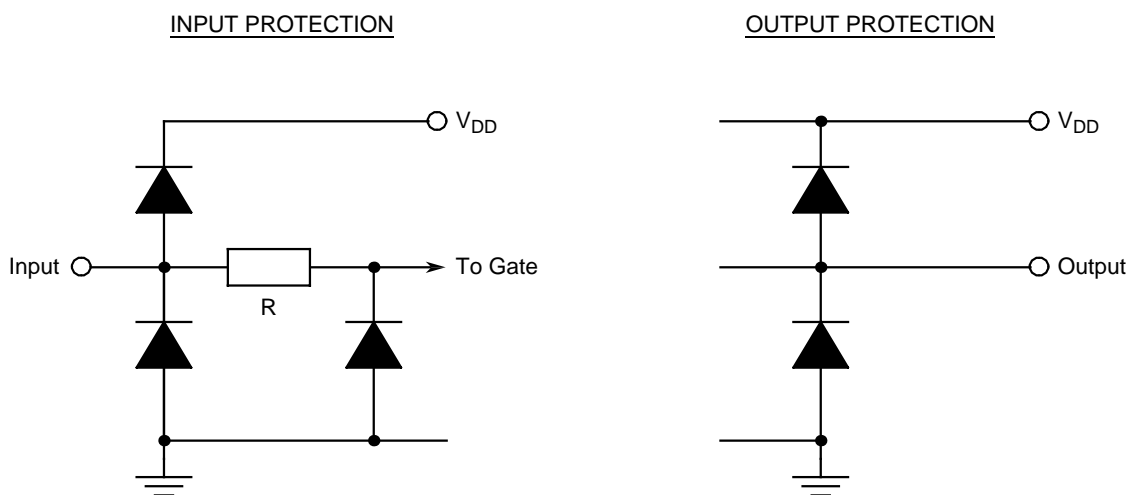 INPUT PROTECTION
V_DD
Input
R
To Gate
OUTPUT PROTECTION
V_DD
Output